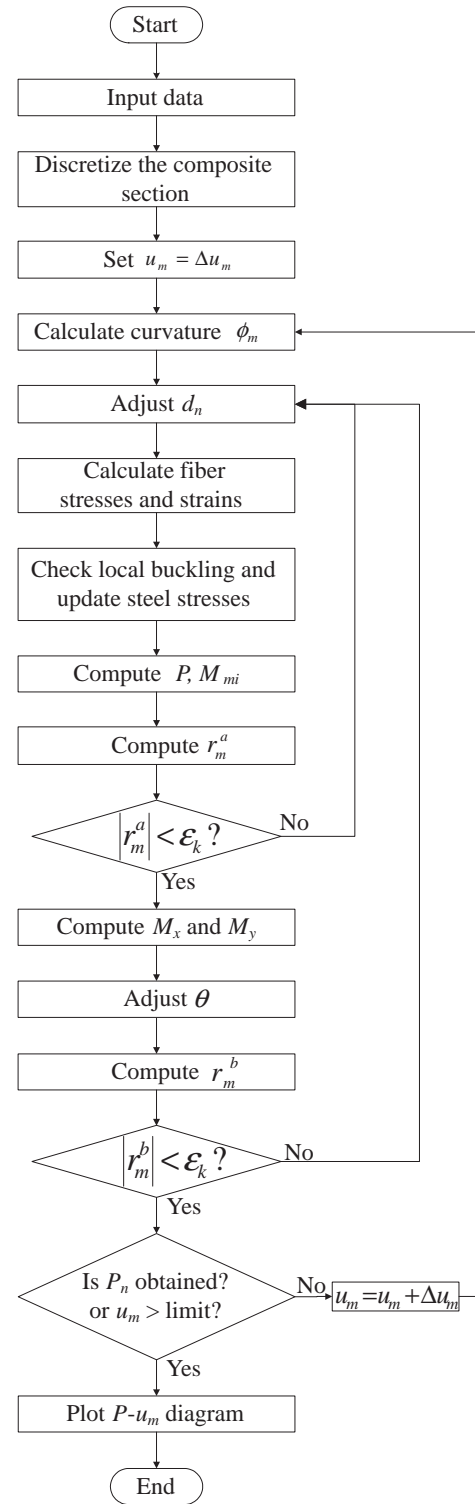 Start
Input data
Discretize the composite
section
Set u_m = Δu_m
Calculate curvature ϕ_m
Adjust d_n
Calculate fiber
stresses and strains
Check local buckling and
update steel stresses
Compute P, M_mi
Compute r_m^a
|r_m^a| < ε_k ?
No
Yes
Compute M_x and M_y
Adjust θ
Compute r_m^b
|r_m^b| < ε_k ?
No
Yes
Is P_n obtained?
or u_m > limit?
No
u_m = u_m + Δu_m
Yes
Plot P-u_m diagram
End